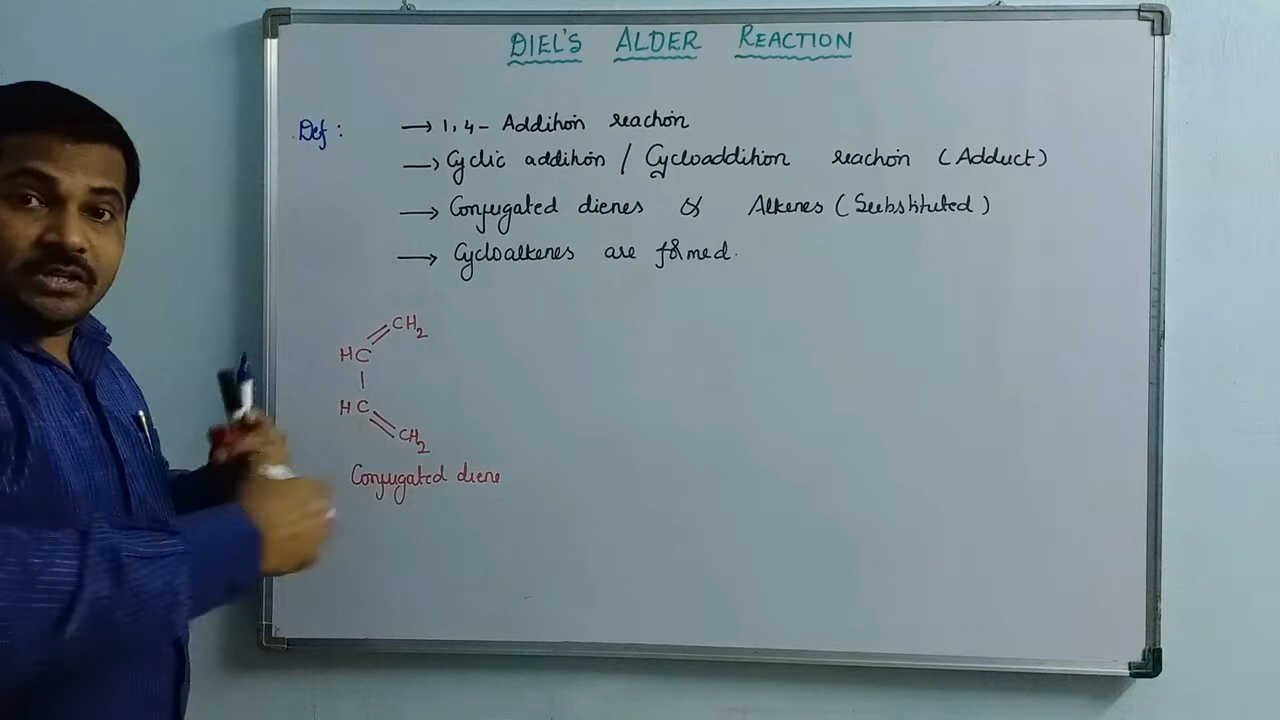 DIEL'S ALDER REACTION
Def: → 1,4- Addition reaction
→ Cyclic addition / Cycloaddition reaction (Adduct)
→ Conjugated dienes & Alkenes (Substituted)
→ Cycloalkenes are formed.
CH2
HC
HC
CH2
Conjugated diene